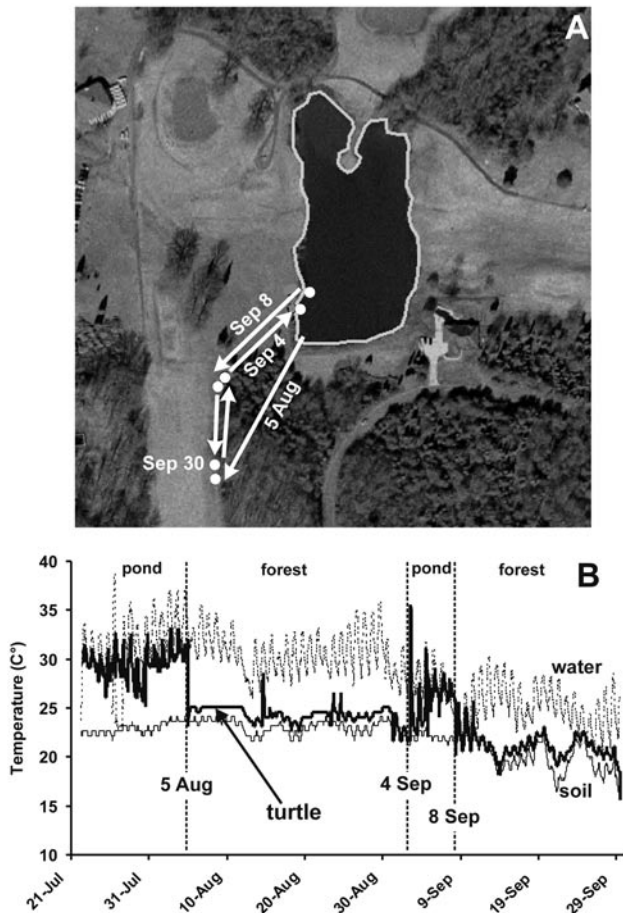 A
Sep 8
Sep 4
5 Aug
Sep 30
B
pond
forest
pond
forest
40
35
30
25
20
15
10
Temperature (C°)
water
5 Aug
turtle
4 Sep
8 Sep
soil
21-Jul
31-Jul
10-Aug
20-Aug
30-Aug
9-Sep
19-Sep
29-Sep